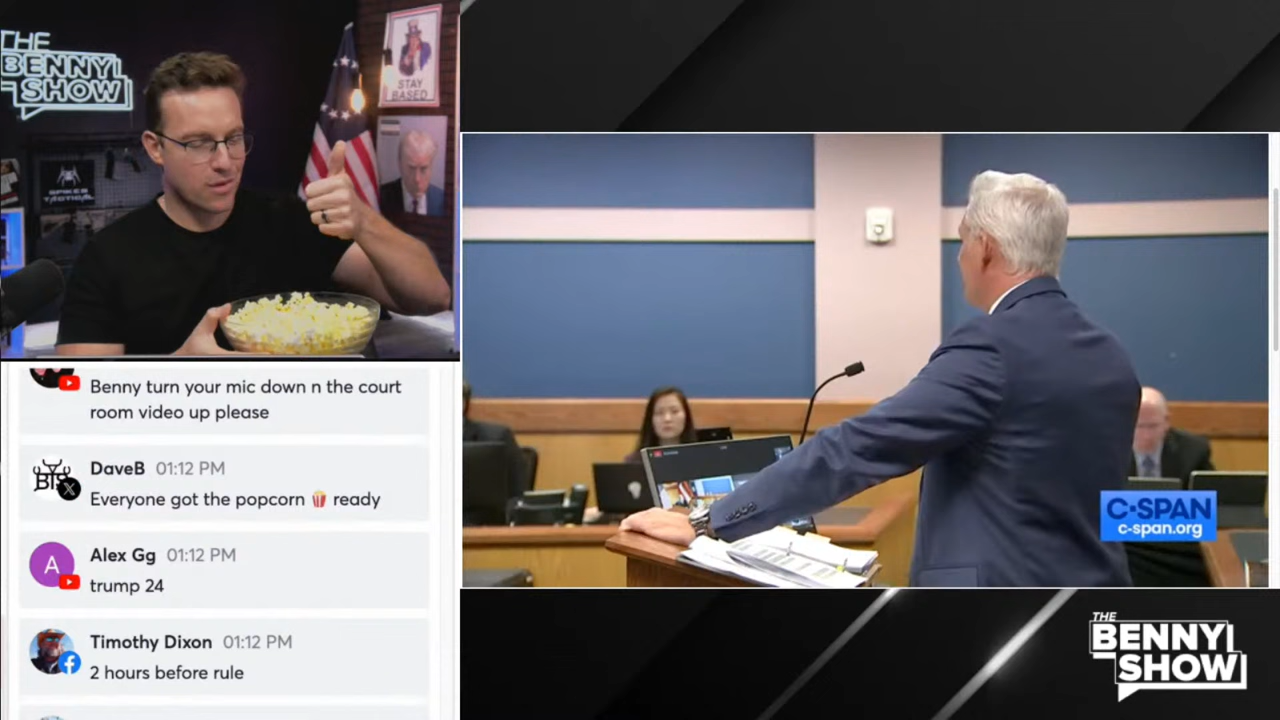 THE
BENNY
SHOW
STAY
BASED
SPIKES
TACTICAL
Benny turn your mic down n the court
room video up please
DaveB 01:12 PM
Everyone got the popcorn 🍿 ready
A
Alex Gg 01:12 PM
trump 24
Timothy Dixon 01:12 PM
2 hours before rule
C-SPAN
c-span.org
THE
BENNY
SHOW